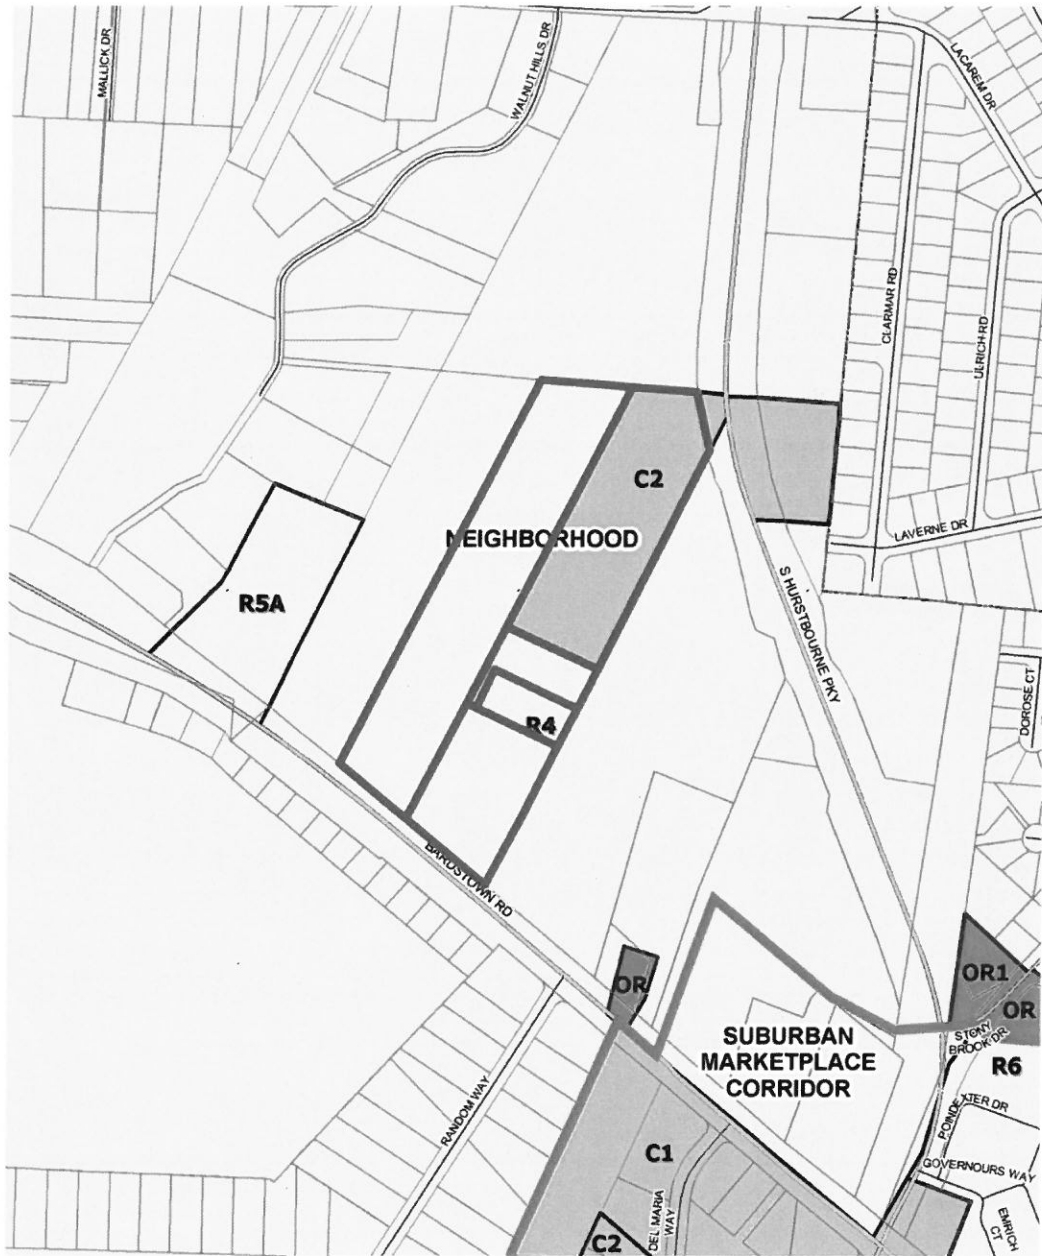 MALLICK DR
WALNUT HILLS DR
LACAREM DR
CLARMAR RD
ULRICH RD
C2
NEIGHBORHOOD
LAVERNE DR
S HURSTBOURNE PKY
R5A
DOROSE CT
R4
BARDSTOWN RD
OR1
OR
OR
STONY
BROOK DR
SUBURBAN
MARKETPLACE
CORRIDOR
R6
RANDOM WAY
POINDEXTER DR
C1
GOVERNOURS WAY
DEL MARIA
WAY
EMRICH
CT
C2